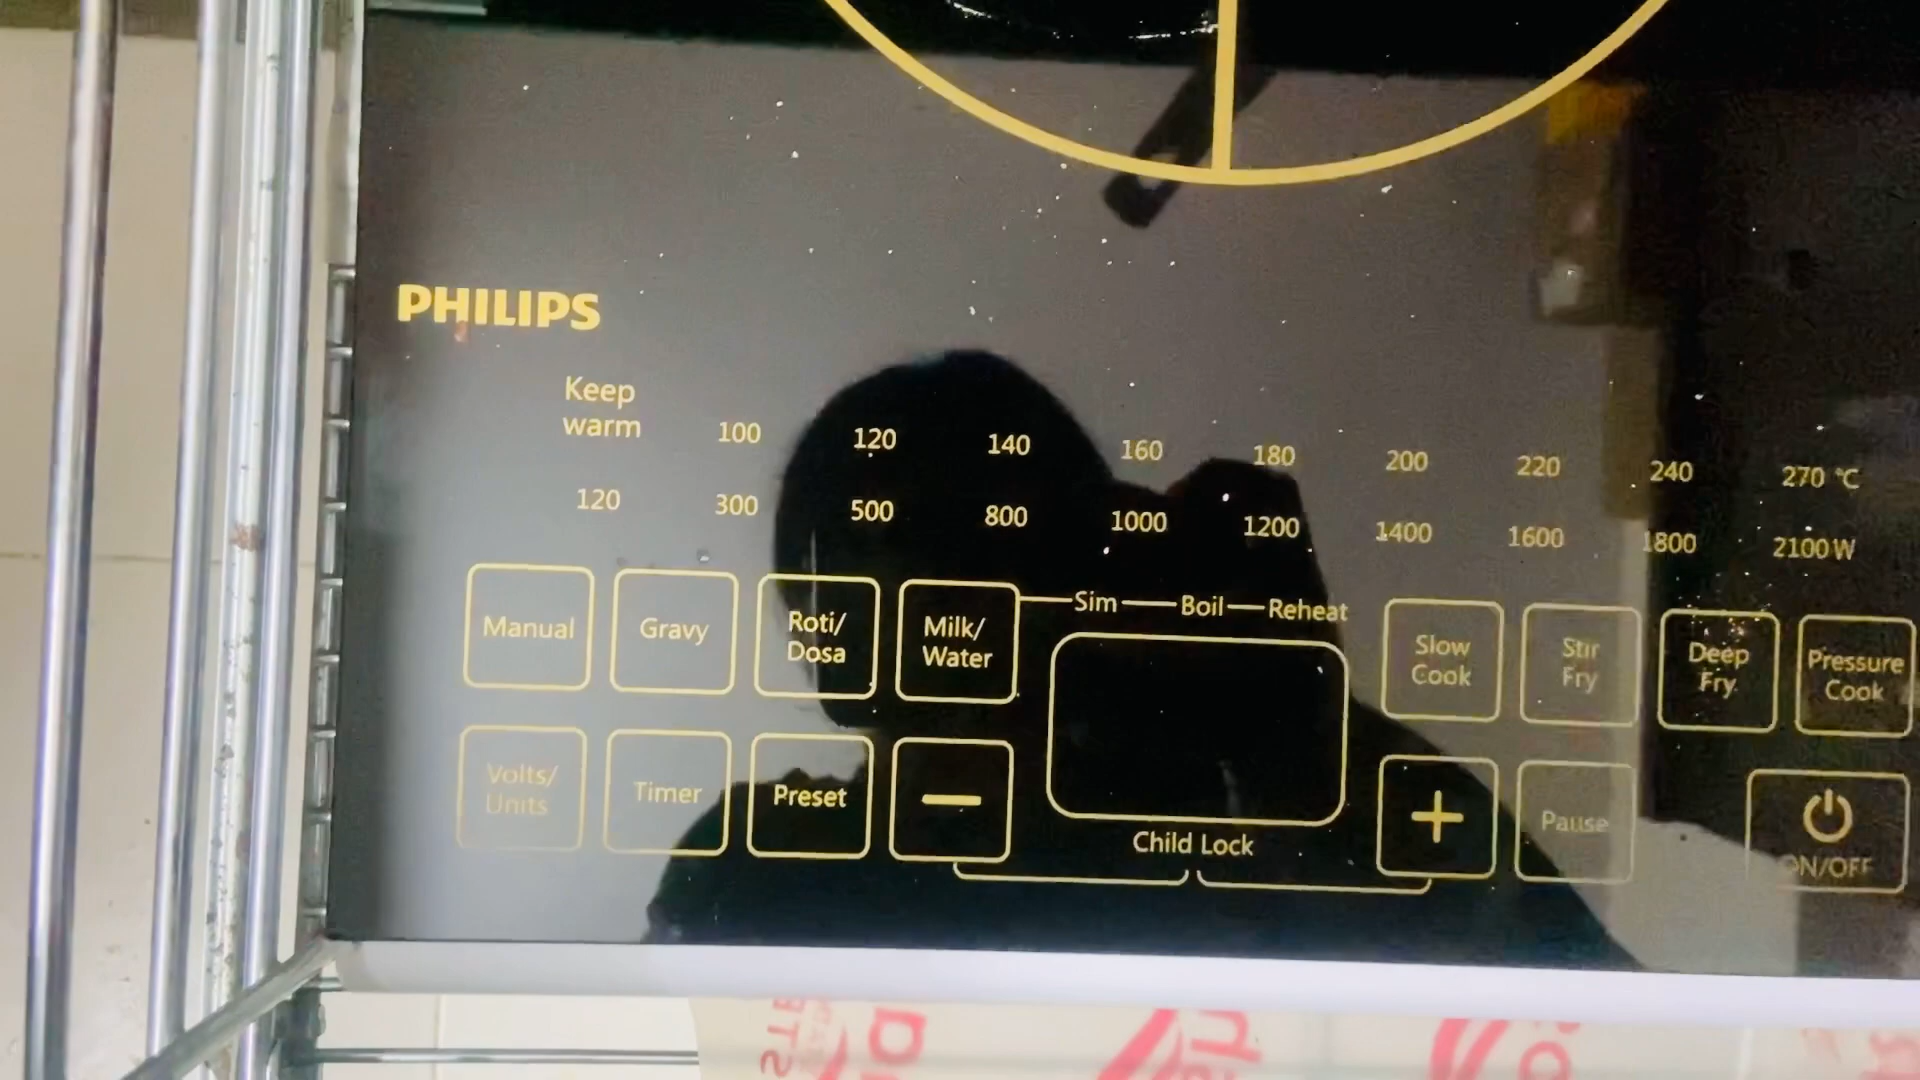 PHILIPS
Keep
warm
100 120 140 160 180 200 220 240 270 °C
120 300 500 800 1000 1200 1400 1600 1800 2100 W
Manual
Gravy
Roti/
Dosa
Milk/
Water
Sim
Boil
Reheat
Slow
Cook
Stir
Fry
Deep
Fry
Pressure
Cook
Volts/
Units
Timer
Preset
−
Child Lock
+
Pause
ON/OFF